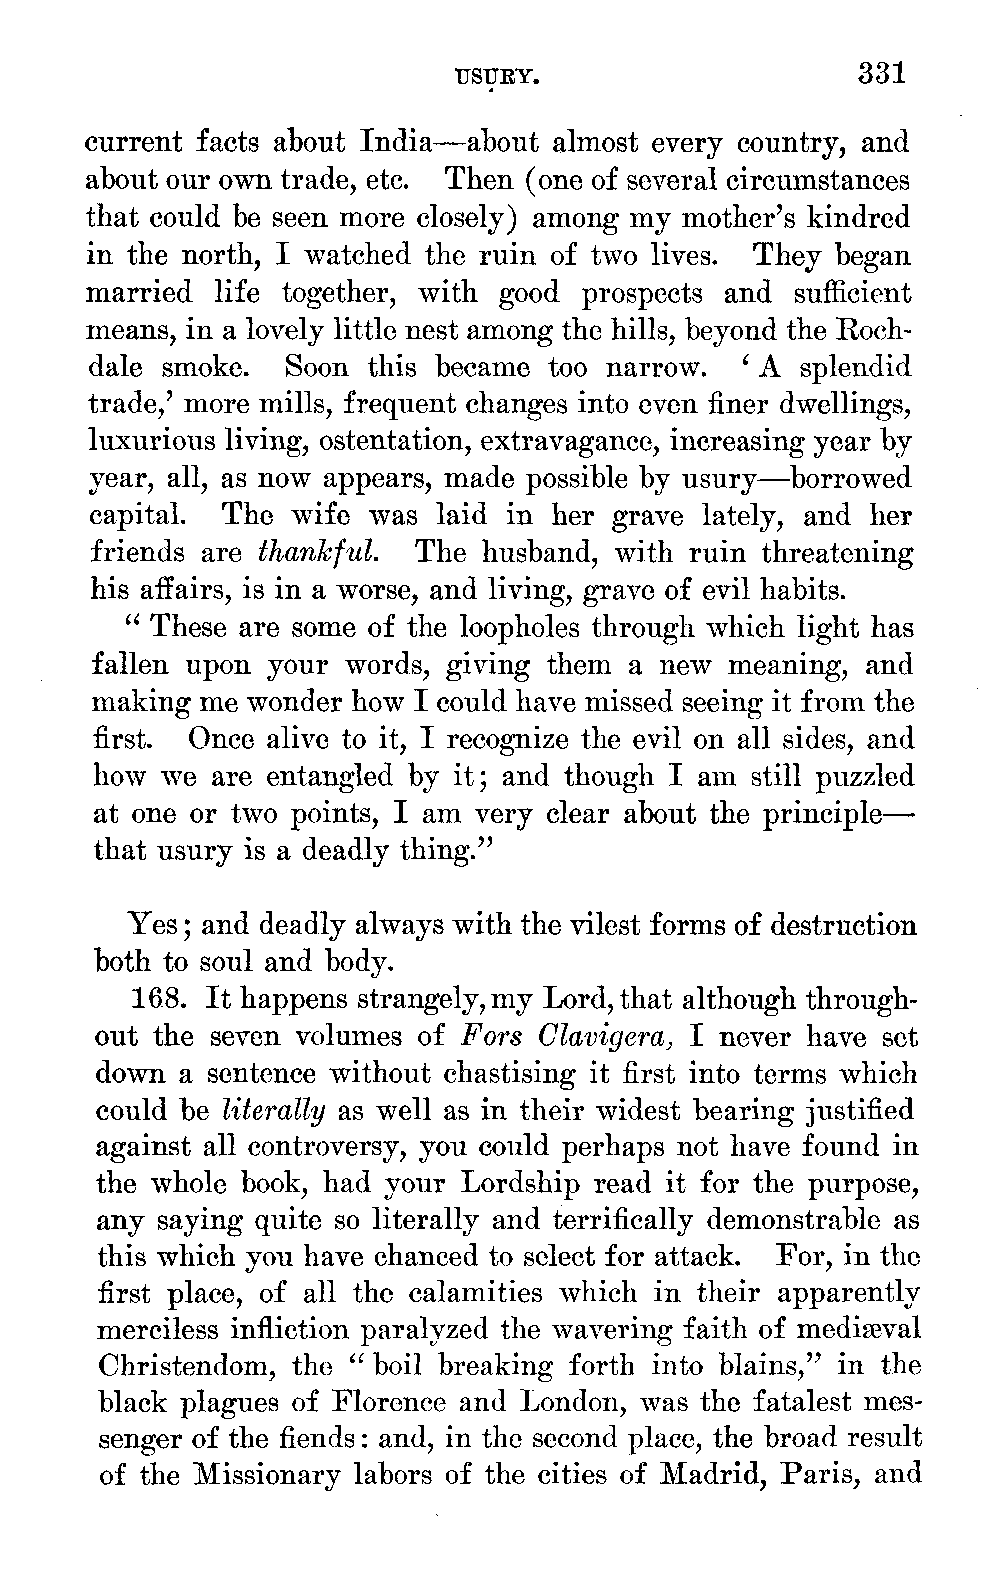 USURY. 331
current facts about India—about almost every country, and
about our own trade, etc. Then (one of several circumstances
that could be seen more closely) among my mother's kindred
in the north, I watched the ruin of two lives. They began
married life together, with good prospects and sufficient
means, in a lovely little nest among the hills, beyond the Roch-
dale smoke. Soon this became too narrow. ‘A splendid
trade,’ more mills, frequent changes into even finer dwellings,
luxurious living, ostentation, extravagance, increasing year by
year, all, as now appears, made possible by usury—borrowed
capital. The wife was laid in her grave lately, and her
friends are thankful. The husband, with ruin threatening
his affairs, is in a worse, and living, grave of evil habits.
“These are some of the loopholes through which light has
fallen upon your words, giving them a new meaning, and
making me wonder how I could have missed seeing it from the
first. Once alive to it, I recognize the evil on all sides, and
how we are entangled by it; and though I am still puzzled
at one or two points, I am very clear about the principle—
that usury is a deadly thing.”
Yes; and deadly always with the vilest forms of destruction
both to soul and body.
168. It happens strangely, my Lord, that although through-
out the seven volumes of Fors Clavigera, I never have set
down a sentence without chastising it first into terms which
could be literally as well as in their widest bearing justified
against all controversy, you could perhaps not have found in
the whole book, had your Lordship read it for the purpose,
any saying quite so literally and terrifically demonstrable as
this which you have chanced to select for attack. For, in the
first place, of all the calamities which in their apparently
merciless infliction paralyzed the wavering faith of mediæval
Christendom, the “boil breaking forth into blains,” in the
black plagues of Florence and London, was the fatalest mes-
senger of the fiends: and, in the second place, the broad result
of the Missionary labors of the cities of Madrid, Paris, and